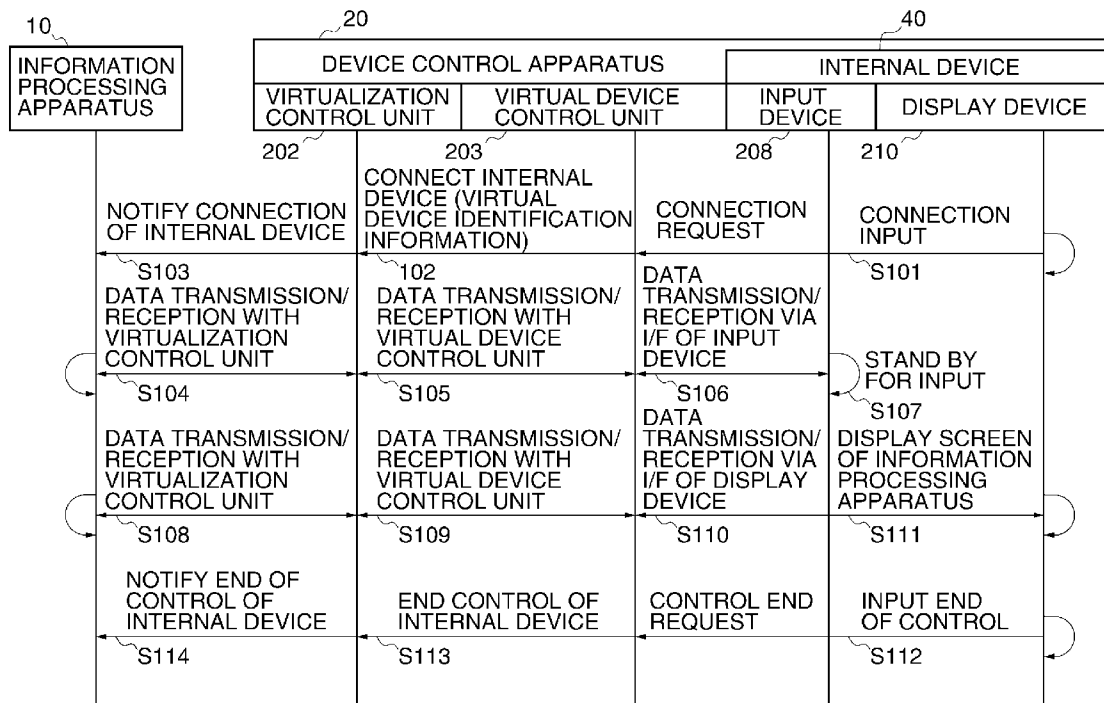 10
20
40
INFORMATION
PROCESSING
APPARATUS
DEVICE CONTROL APPARATUS
INTERNAL DEVICE
VIRTUALIZATION
CONTROL UNIT
VIRTUAL DEVICE
CONTROL UNIT
INPUT
DEVICE
DISPLAY DEVICE
202
203
208
210
NOTIFY CONNECTION
OF INTERNAL DEVICE
CONNECT INTERNAL
DEVICE (VIRTUAL
DEVICE IDENTIFICATION
INFORMATION)
CONNECTION
REQUEST
CONNECTION
INPUT
S103
102
S101
DATA TRANSMISSION/
RECEPTION WITH
VIRTUALIZATION
CONTROL UNIT
DATA TRANSMISSION/
RECEPTION WITH
VIRTUAL DEVICE
CONTROL UNIT
DATA
TRANSMISSION/
RECEPTION VIA
I/F OF INPUT
DEVICE
STAND BY
FOR INPUT
S104
S105
S106
S107
DATA TRANSMISSION/
RECEPTION WITH
VIRTUALIZATION
CONTROL UNIT
DATA TRANSMISSION/
RECEPTION WITH
VIRTUAL DEVICE
CONTROL UNIT
DATA
TRANSMISSION/
RECEPTION VIA
I/F OF DISPLAY
DEVICE
DISPLAY SCREEN
OF INFORMATION
PROCESSING
APPARATUS
S108
S109
S110
S111
NOTIFY END OF
CONTROL OF
INTERNAL DEVICE
END CONTROL OF
INTERNAL DEVICE
CONTROL END
REQUEST
INPUT END
OF CONTROL
S114
S113
S112